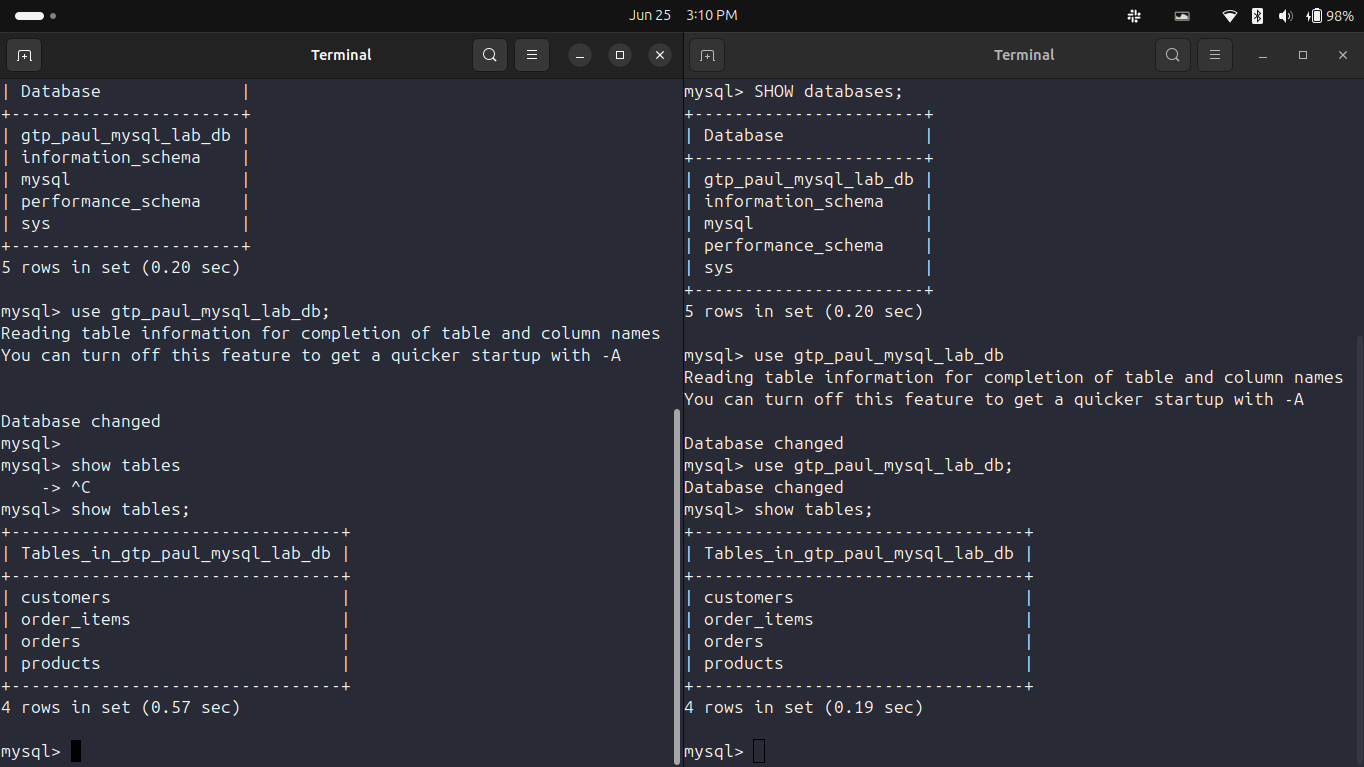 Jun 25 3:10 PM
98%
Terminal
| Database              |
+-----------------------+
| gtp_paul_mysql_lab_db |
| information_schema    |
| mysql                 |
| performance_schema    |
| sys                   |
+-----------------------+
5 rows in set (0.20 sec)
mysql> use gtp_paul_mysql_lab_db;
Reading table information for completion of table and column names
You can turn off this feature to get a quicker startup with -A
Database changed
mysql>
mysql> show tables
    -> ^C
mysql> show tables;
+---------------------------------+
| Tables_in_gtp_paul_mysql_lab_db |
+---------------------------------+
| customers                       |
| order_items                     |
| orders                          |
| products                        |
+---------------------------------+
4 rows in set (0.57 sec)
mysql>
Terminal
mysql> SHOW databases;
+-----------------------+
| Database              |
+-----------------------+
| gtp_paul_mysql_lab_db |
| information_schema    |
| mysql                 |
| performance_schema    |
| sys                   |
+-----------------------+
5 rows in set (0.20 sec)
mysql> use gtp_paul_mysql_lab_db
Reading table information for completion of table and column names
You can turn off this feature to get a quicker startup with -A
Database changed
mysql> use gtp_paul_mysql_lab_db;
Database changed
mysql> show tables;
+---------------------------------+
| Tables_in_gtp_paul_mysql_lab_db |
+---------------------------------+
| customers                       |
| order_items                     |
| orders                          |
| products                        |
+---------------------------------+
4 rows in set (0.19 sec)
mysql>